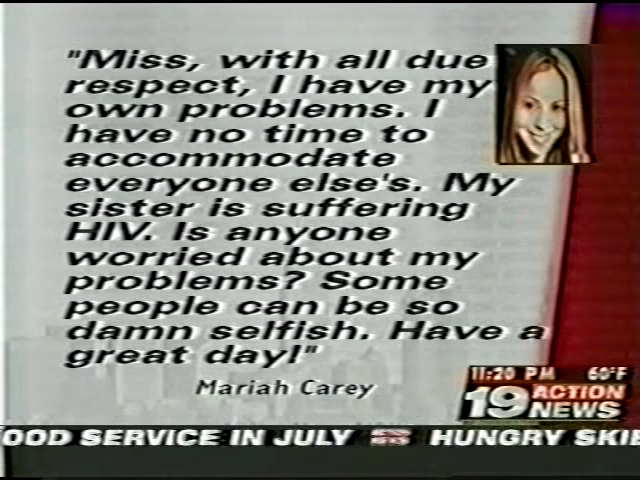 "Miss, with all due
respect, I have my
own problems. I
have no time to
accommodate
everyone else's. My
sister is suffering
HIV. Is anyone
worried about my
problems? Some
people can be so
damn selfish. Have a
great day!"
Mariah Carey
11:20 PM 60°F
19 ACTION
NEWS
OOD SERVICE IN JULY HUNGRY SKIE